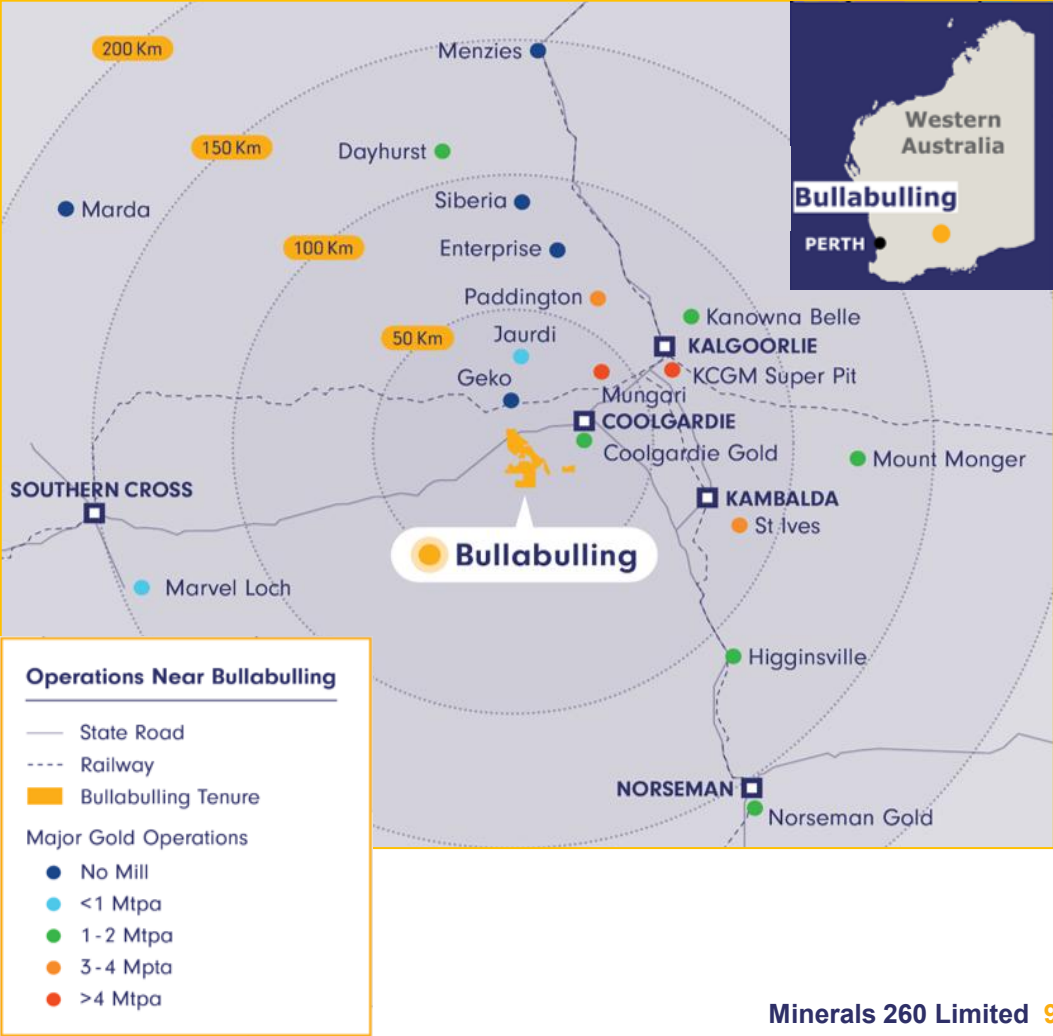 200 Km
Menzies
Western
Australia
150 Km
Dayhurst
Marda
Siberia
Bullabulling
100 Km
Enterprise
PERTH
Paddington
Kanowna Belle
50 Km
Jaurdi
KALGOORLIE
Geko
KCGM Super Pit
Mungari
COOLGARDIE
Coolgardie Gold
Mount Monger
SOUTHERN CROSS
KAMBALDA
St Ives
Bullabulling
Marvel Loch
Higginsville
NORSEMAN
Norseman Gold
Operations Near Bullabulling
State Road
Railway
Bullabulling Tenure
Major Gold Operations
No Mill
<1 Mtpa
1-2 Mtpa
3-4 Mpta
>4 Mtpa
Minerals 260 Limited 9